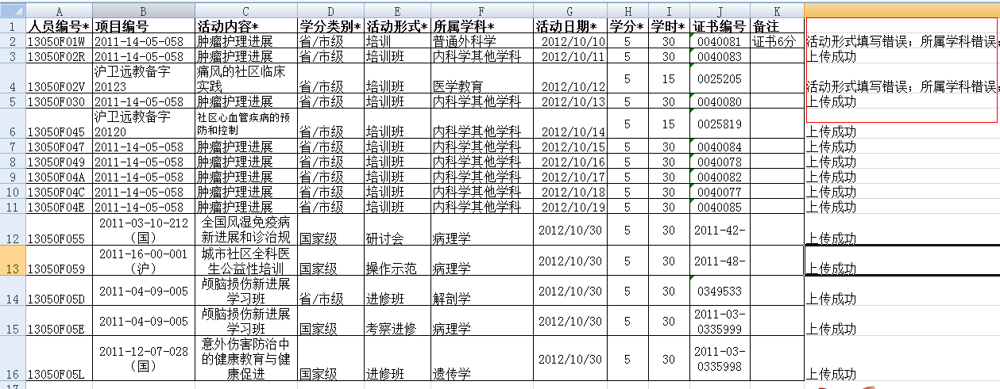 A B C D E F G H I J K
1 人员编号* 项目编号 活动内容* 学分类别* 活动形式* 所属学科* 活动日期* 学分* 学时* 证书编号 备注
2 13050F01W 2011-14-05-058 肿瘤护理进展 省/市级 培训 普通外科学 2012/10/10 5 30 0040081 证书6分 活动形式填写错误；所属学科错误；
3 13050F02R 2011-14-05-058 肿瘤护理进展 省/市级 培训班 内科学其他学科 2012/10/11 5 30 0040083 上传成功
沪卫远教备字 痛风的社区临床
4 13050F02V 20123 实践 省/市级 培训班 医学教育 2012/10/12 5 15 0025205 活动形式填写错误；所属学科错误；
5 13050F030 2011-14-05-058 肿瘤护理进展 省/市级 培训班 内科学其他学科 2012/10/13 5 30 0040080 上传成功
沪卫远教备字 社区心血管疾病的预
6 13050F045 20120 防和控制 省/市级 培训班 内科学其他学科 2012/10/14 5 15 0025819 上传成功
7 13050F047 2011-14-05-058 肿瘤护理进展 省/市级 培训班 内科学其他学科 2012/10/15 5 30 0040084 上传成功
8 13050F049 2011-14-05-058 肿瘤护理进展 省/市级 培训班 内科学其他学科 2012/10/16 5 30 0040078 上传成功
9 13050F04A 2011-14-05-058 肿瘤护理进展 省/市级 培训班 内科学其他学科 2012/10/17 5 30 0040082 上传成功
10 13050F04C 2011-14-05-058 肿瘤护理进展 省/市级 培训班 内科学其他学科 2012/10/18 5 30 0040077 上传成功
11 13050F04E 2011-14-05-058 肿瘤护理进展 省/市级 培训班 内科学其他学科 2012/10/19 5 30 0040085 上传成功
2011-03-10-212 全国风湿免疫病
12 13050F055 （国） 新进展和诊治规 国家级 研讨会 病理学 2012/10/30 5 30 2011-42- 上传成功
2011-16-00-001 城市社区全科医
13 13050F059 （沪） 生公益性培训 国家级 操作示范 病理学 2012/10/30 5 30 2011-48- 上传成功
颅脑损伤新进展
14 13050F05D 2011-04-09-005 学习班 省/市级 进修班 解剖学 2012/10/30 5 30 0349533 上传成功
颅脑损伤新进展 2011-03-
15 13050F05E 2011-04-09-005 学习班 国家级 考察进修 病理学 2012/10/30 5 30 0335999 上传成功
意外伤害防治中
2011-12-07-028 的健康教育与健 2011-03-
16 13050F05L （国） 康促进 国家级 进修班 遗传学 2012/10/30 5 30 0335998 上传成功
17